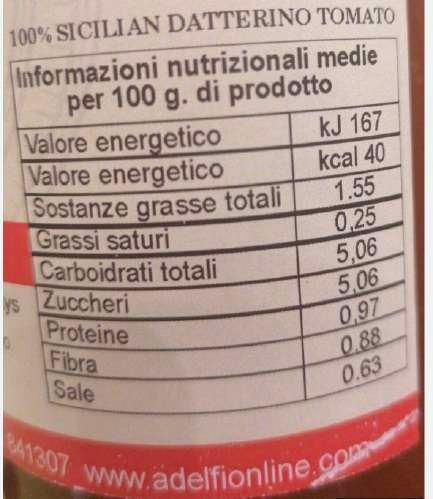 100% SICILIAN DATTERINO TOMATO
Informazioni nutrizionali medie
per 100 g. di prodotto
Valore energetico kJ 167
Valore energetico kcal 40
Sostanze grasse totali 1.55
Grassi saturi 0,25
Carboidrati totali 5,06
Zuccheri 5,06
Proteine 0,97
Fibra 0.88
Sale 0.63
841307
www.adelfionline.com